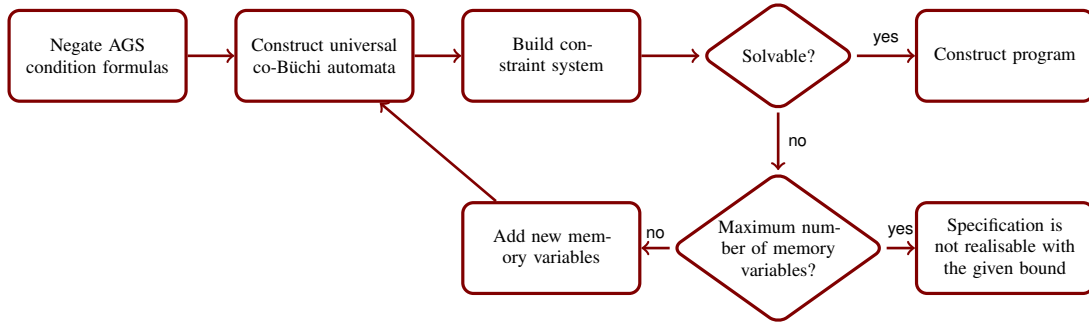 Negate AGS
condition formulas
Construct universal
co-Büchi automata
Build con-
straint system
Solvable?
yes
Construct program
no
Add new mem-
ory variables
no
Maximum num-
ber of memory
variables?
yes
Specification is
not realisable with
the given bound